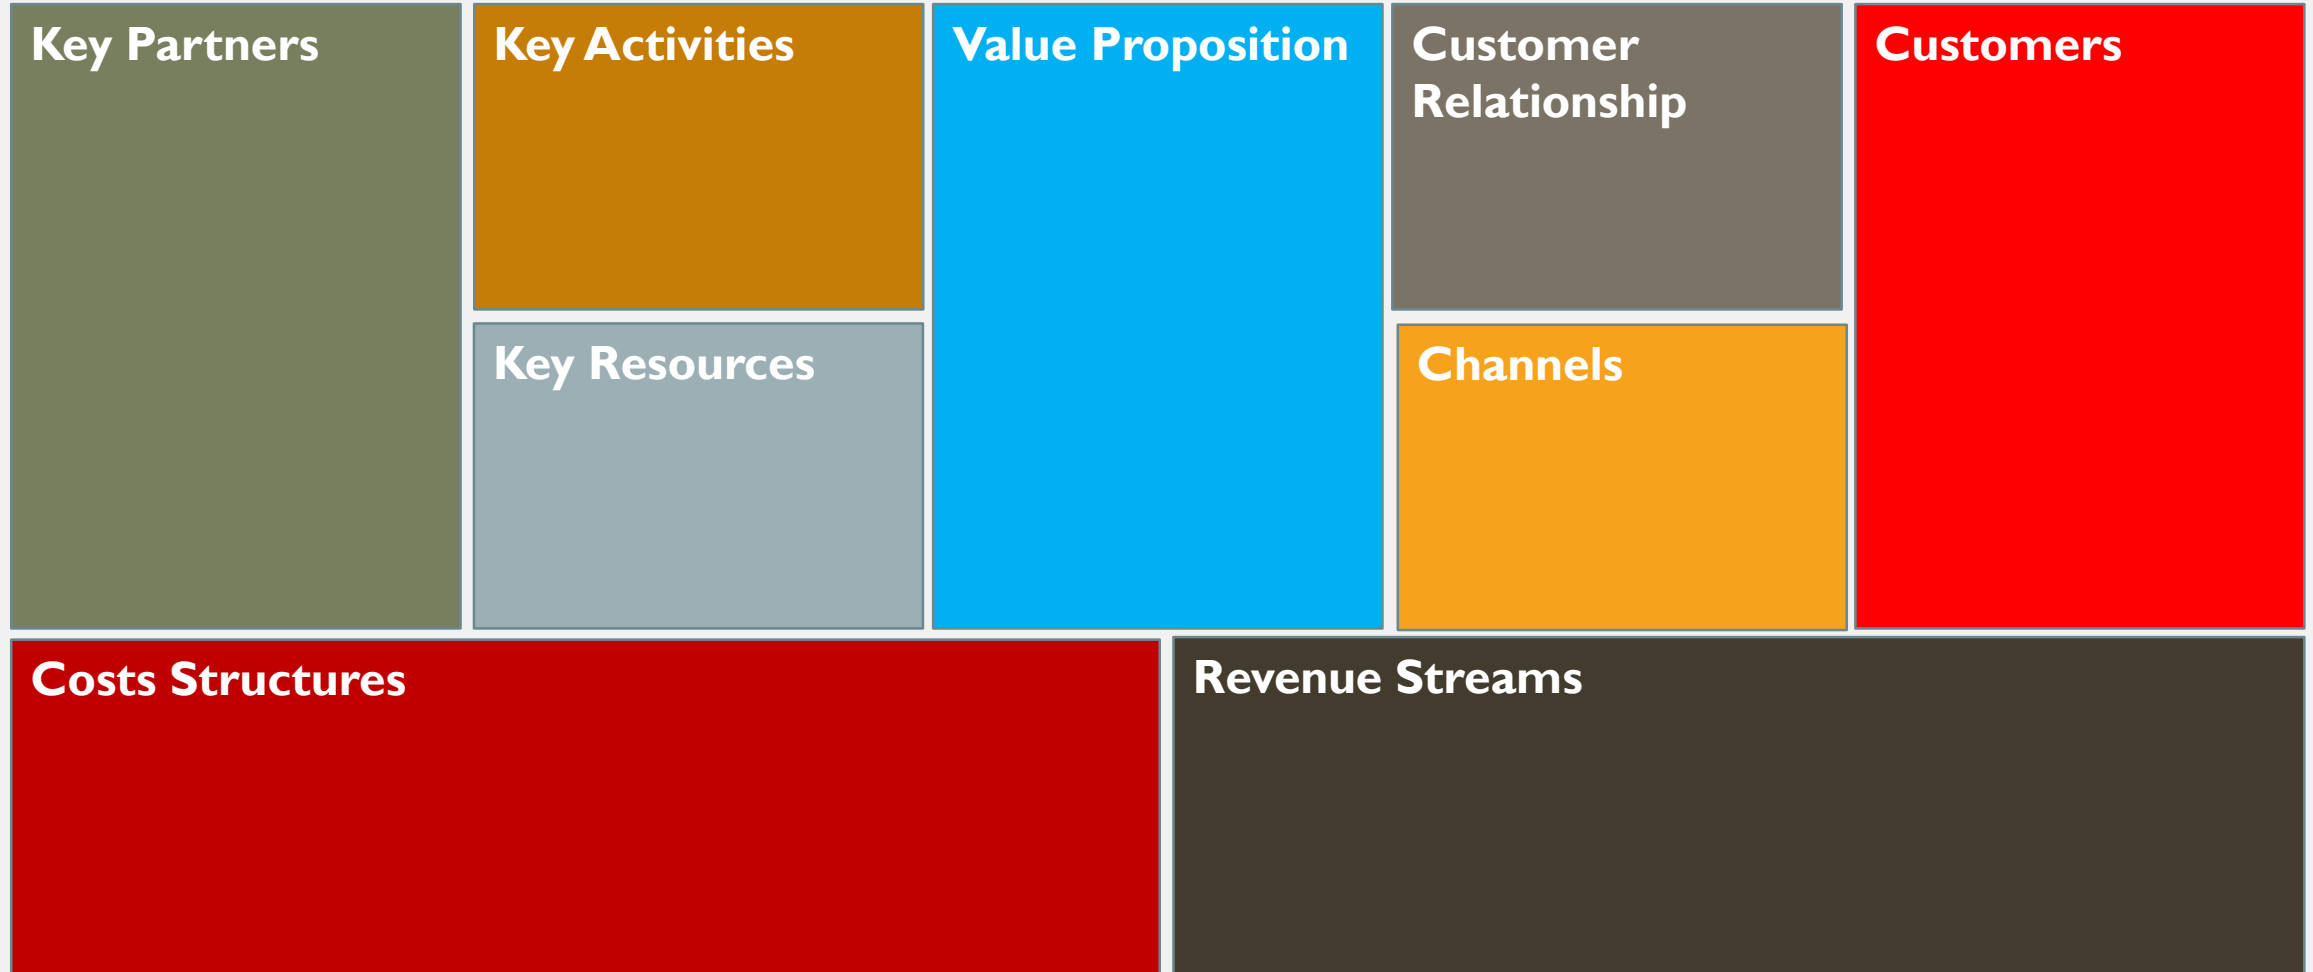 Key Partners
Key Activities
Value Proposition
Customer
Relationship
Customers
Key Resources
Channels
Costs Structures
Revenue Streams